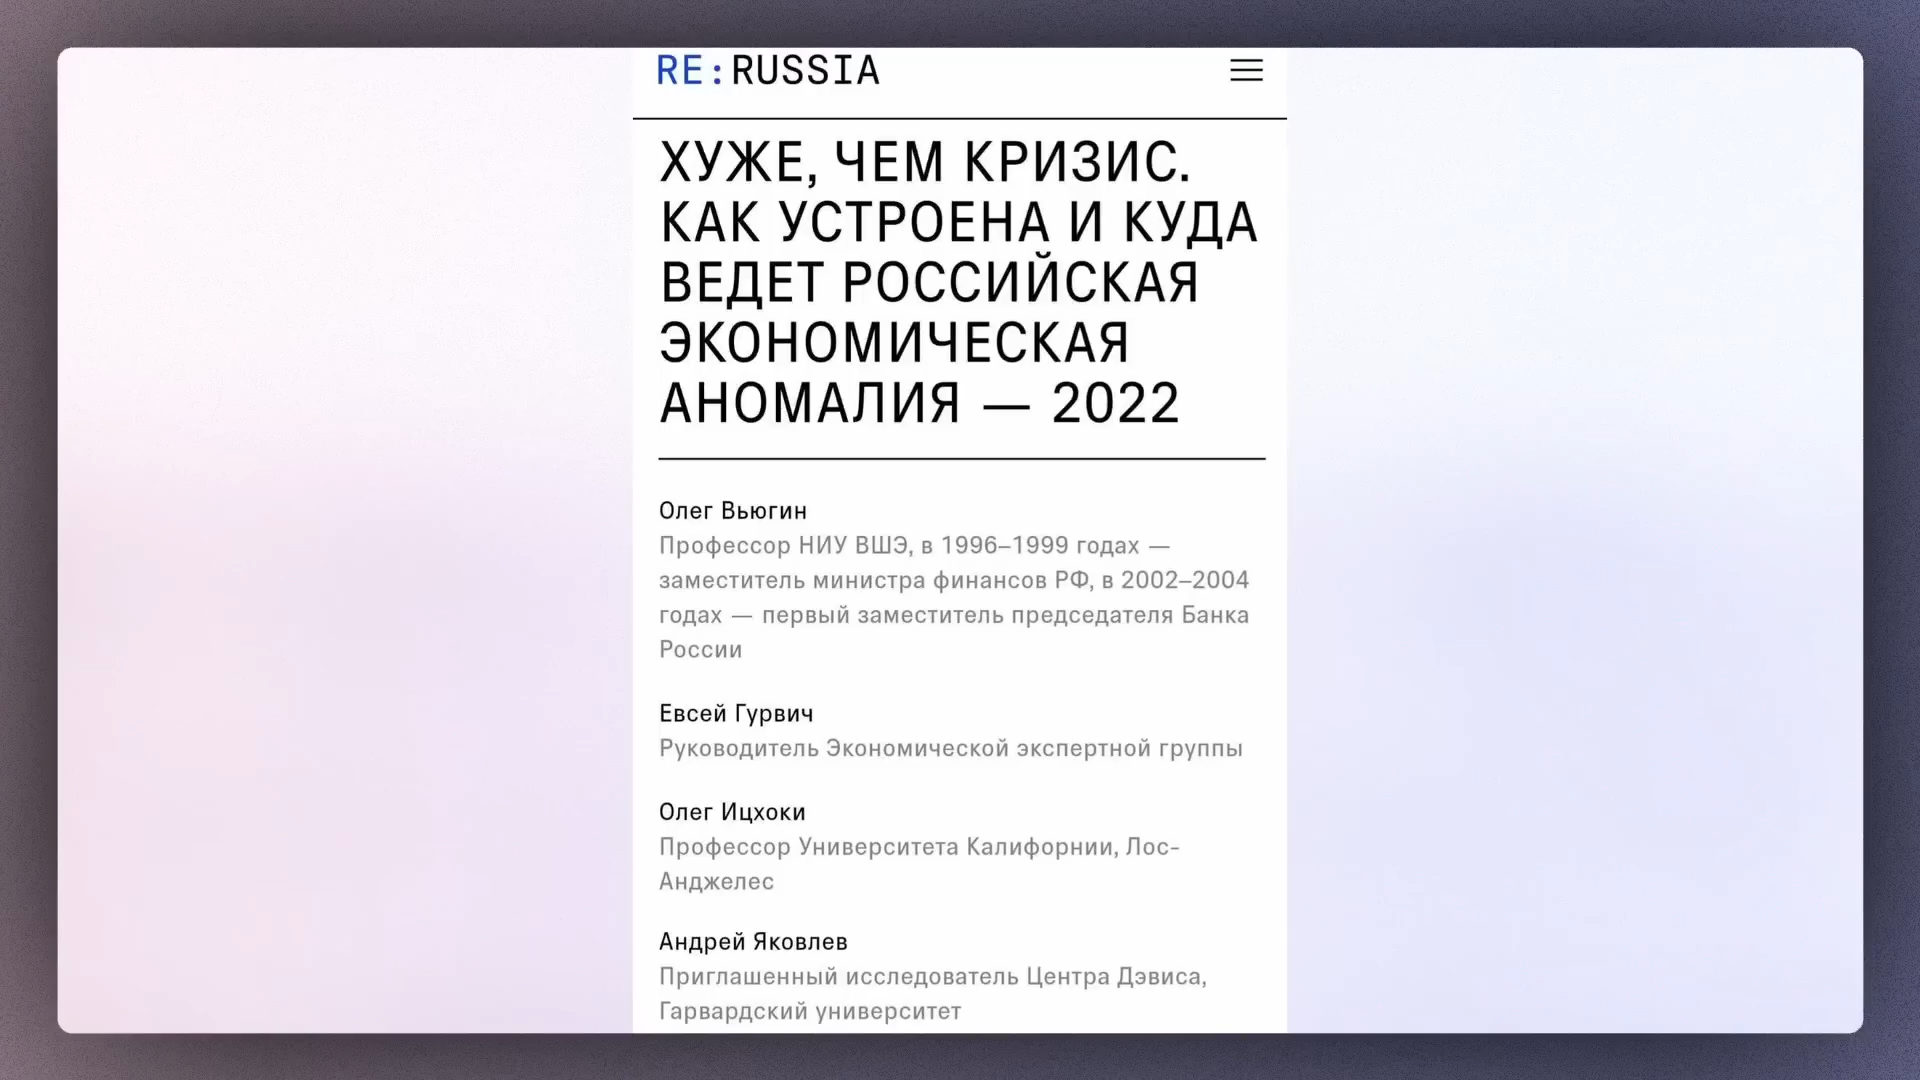 RE:RUSSIA
ХУЖЕ, ЧЕМ КРИЗИС.
КАК УСТРОЕНА И КУДА
ВЕДЕТ РОССИЙСКАЯ
ЭКОНОМИЧЕСКАЯ
АНОМАЛИЯ — 2022
Олег Вьюгин
Профессор НИУ ВШЭ, в 1996–1999 годах —
заместитель министра финансов РФ, в 2002–2004
годах — первый заместитель председателя Банка
России
Евсей Гурвич
Руководитель Экономической экспертной группы
Олег Ицхоки
Профессор Университета Калифорнии, Лос-
Анджелес
Андрей Яковлев
Приглашенный исследователь Центра Дэвиса,
Гарвардский университет